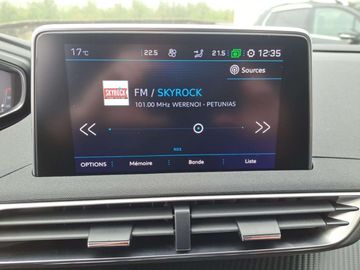 17°C 22.5 21.5 12:35
Sources
SKYROCK
FM / SKYROCK
101.00 MHz WERENOI - PETUNIAS
RDS
OPTIONS Mémoire Bande Liste